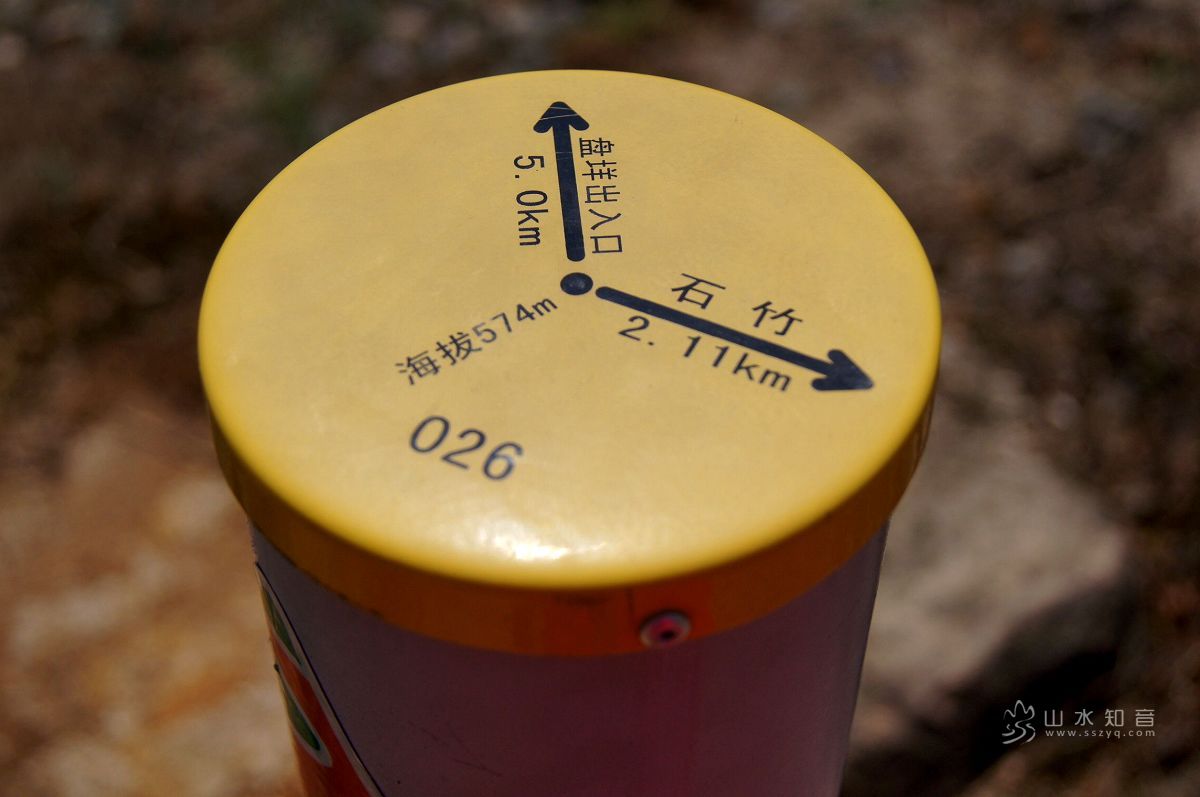 盘垟出入口
5.0km
石竹
2.11km
海拔574m
026
山水知音
www.sszyq.com